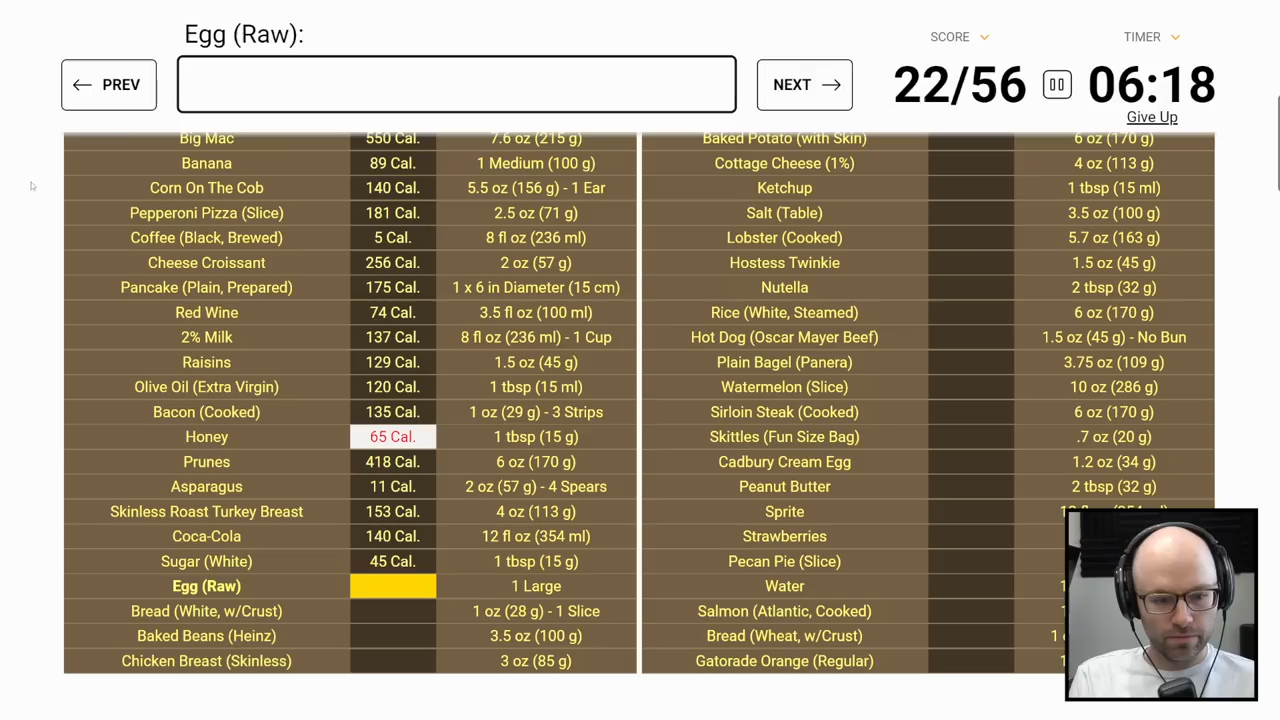 Egg (Raw):
SCORE
TIMER
PREV
NEXT
22/56
06:18
Give Up
Big Mac 550 Cal. 7.6 oz (215 g)
Banana 89 Cal. 1 Medium (100 g)
Corn On The Cob 140 Cal. 5.5 oz (156 g) - 1 Ear
Pepperoni Pizza (Slice) 181 Cal. 2.5 oz (71 g)
Coffee (Black, Brewed) 5 Cal. 8 fl oz (236 ml)
Cheese Croissant 256 Cal. 2 oz (57 g)
Pancake (Plain, Prepared) 175 Cal. 1 x 6 in Diameter (15 cm)
Red Wine 74 Cal. 3.5 fl oz (100 ml)
2% Milk 137 Cal. 8 fl oz (236 ml) - 1 Cup
Raisins 129 Cal. 1.5 oz (45 g)
Olive Oil (Extra Virgin) 120 Cal. 1 tbsp (15 ml)
Bacon (Cooked) 135 Cal. 1 oz (29 g) - 3 Strips
Honey 65 Cal. 1 tbsp (15 g)
Prunes 418 Cal. 6 oz (170 g)
Asparagus 11 Cal. 2 oz (57 g) - 4 Spears
Skinless Roast Turkey Breast 153 Cal. 4 oz (113 g)
Coca-Cola 140 Cal. 12 fl oz (354 ml)
Sugar (White) 45 Cal. 1 tbsp (15 g)
Egg (Raw) 1 Large
Bread (White, w/Crust) 1 oz (28 g) - 1 Slice
Baked Beans (Heinz) 3.5 oz (100 g)
Chicken Breast (Skinless) 3 oz (85 g)
Baked Potato (with Skin) 6 oz (170 g)
Cottage Cheese (1%) 4 oz (113 g)
Ketchup 1 tbsp (15 ml)
Salt (Table) 3.5 oz (100 g)
Lobster (Cooked) 5.7 oz (163 g)
Hostess Twinkie 1.5 oz (45 g)
Nutella 2 tbsp (32 g)
Rice (White, Steamed) 6 oz (170 g)
Hot Dog (Oscar Mayer Beef) 1.5 oz (45 g) - No Bun
Plain Bagel (Panera) 3.75 oz (109 g)
Watermelon (Slice) 10 oz (286 g)
Sirloin Steak (Cooked) 6 oz (170 g)
Skittles (Fun Size Bag) .7 oz (20 g)
Cadbury Cream Egg 1.2 oz (34 g)
Peanut Butter 2 tbsp (32 g)
Sprite
Strawberries
Pecan Pie (Slice)
Water
Salmon (Atlantic, Cooked)
Bread (Wheat, w/Crust)
Gatorade Orange (Regular)